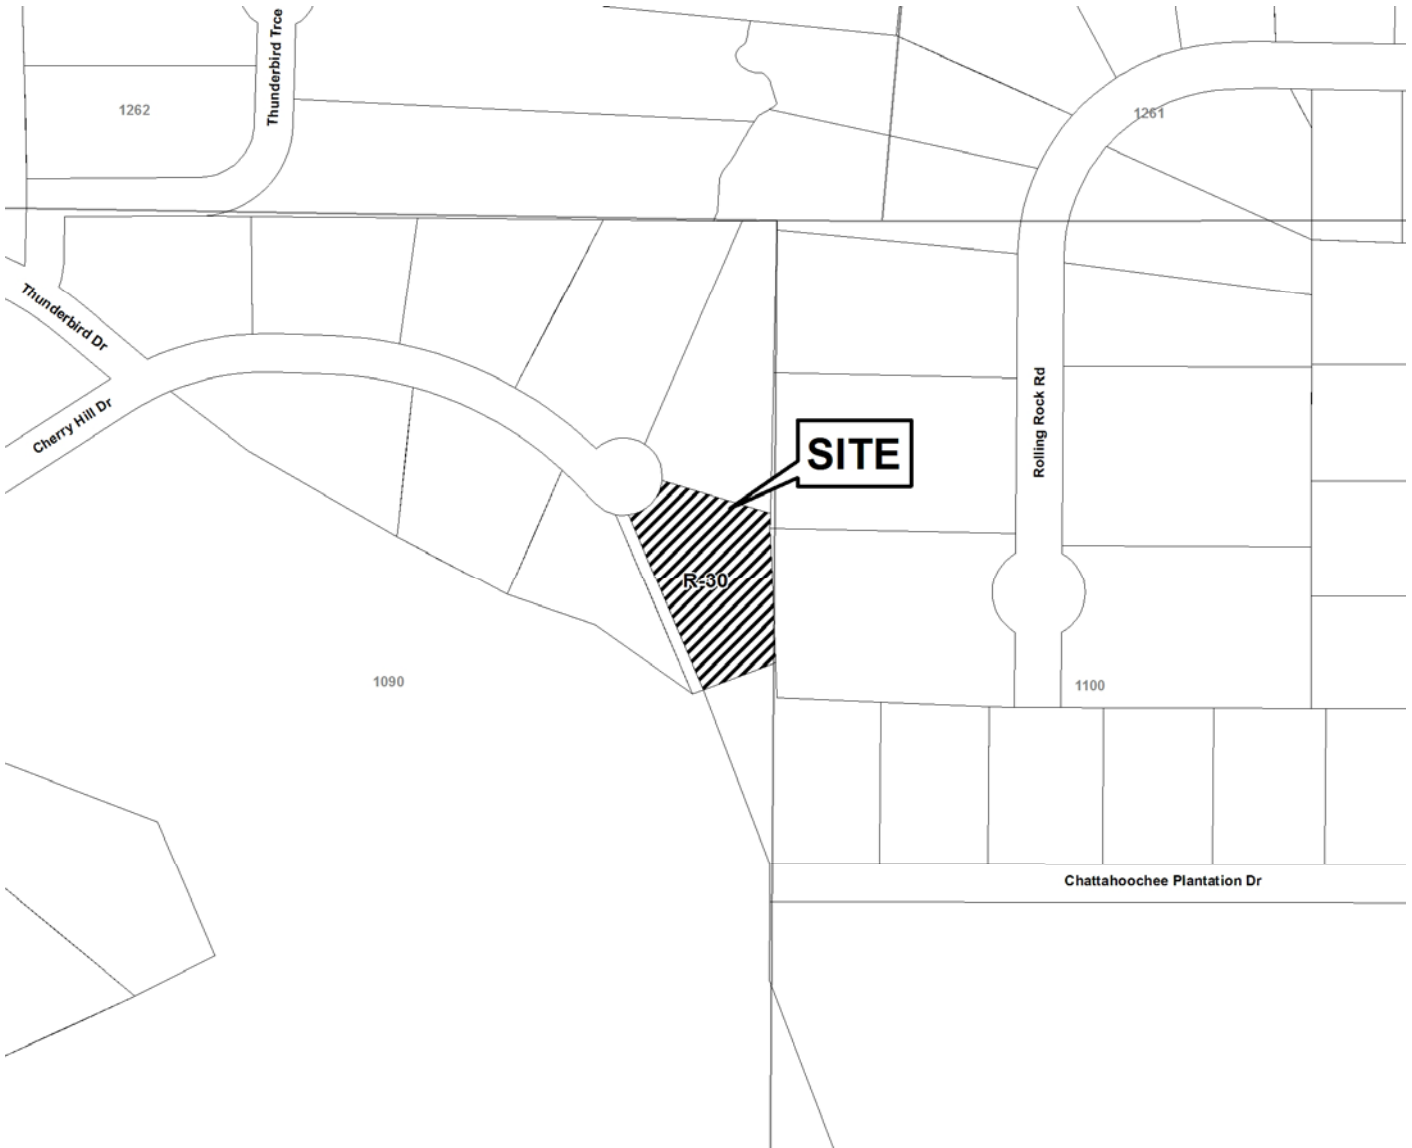 Thunderbird Trce
1262
1261
Thunderbird Dr
Cherry Hill Dr
Rolling Rock Rd
SITE
R-30
1090
1100
Chattahoochee Plantation Dr